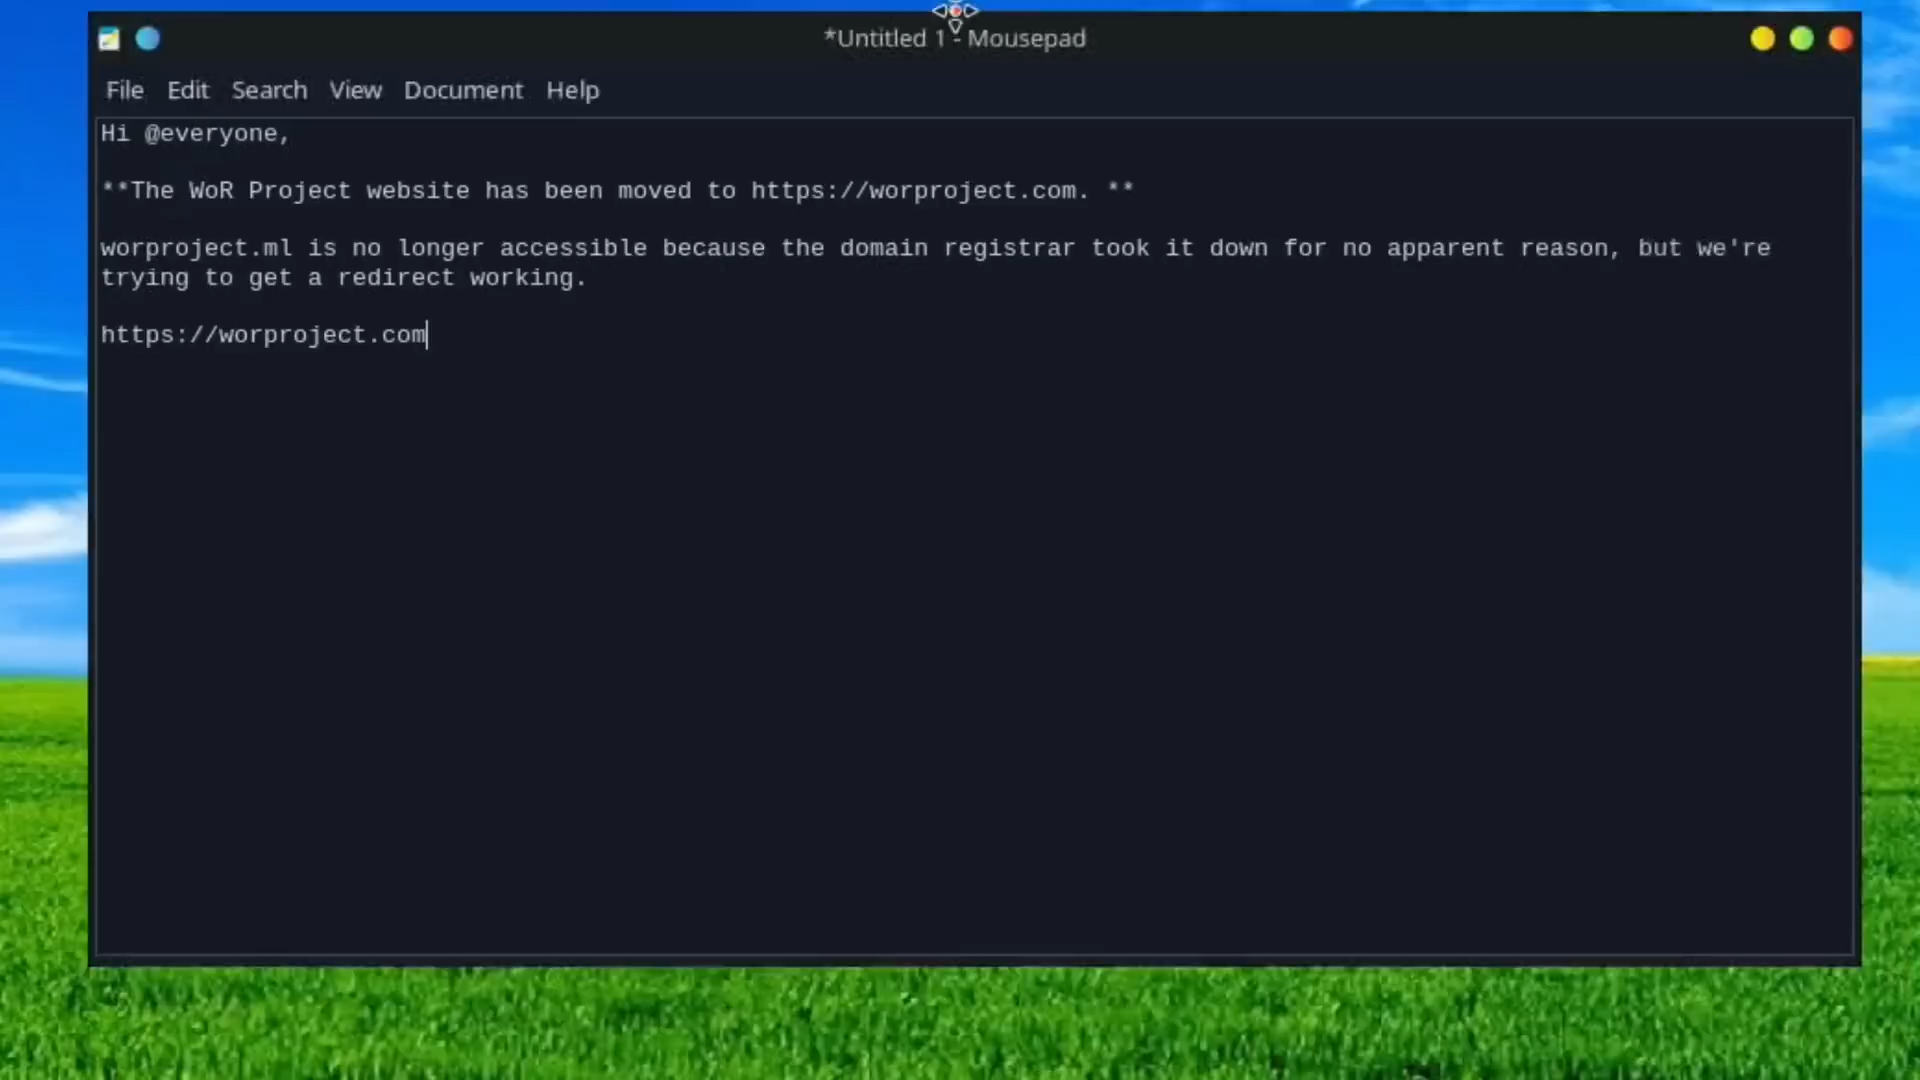 *Untitled 1 - Mousepad
File Edit Search View Document Help
Hi @everyone,
**The WoR Project website has been moved to https://worproject.com. **
worproject.ml is no longer accessible because the domain registrar took it down for no apparent reason, but we're
trying to get a redirect working.
https://worproject.com